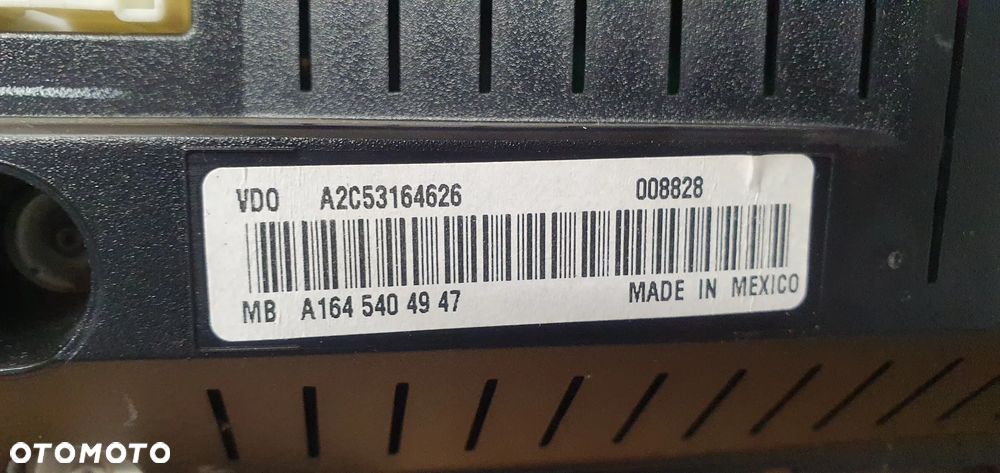 VDO A2C53164626 008828
MB A164 540 49 47 MADE IN MEXICO
OTOMOTO